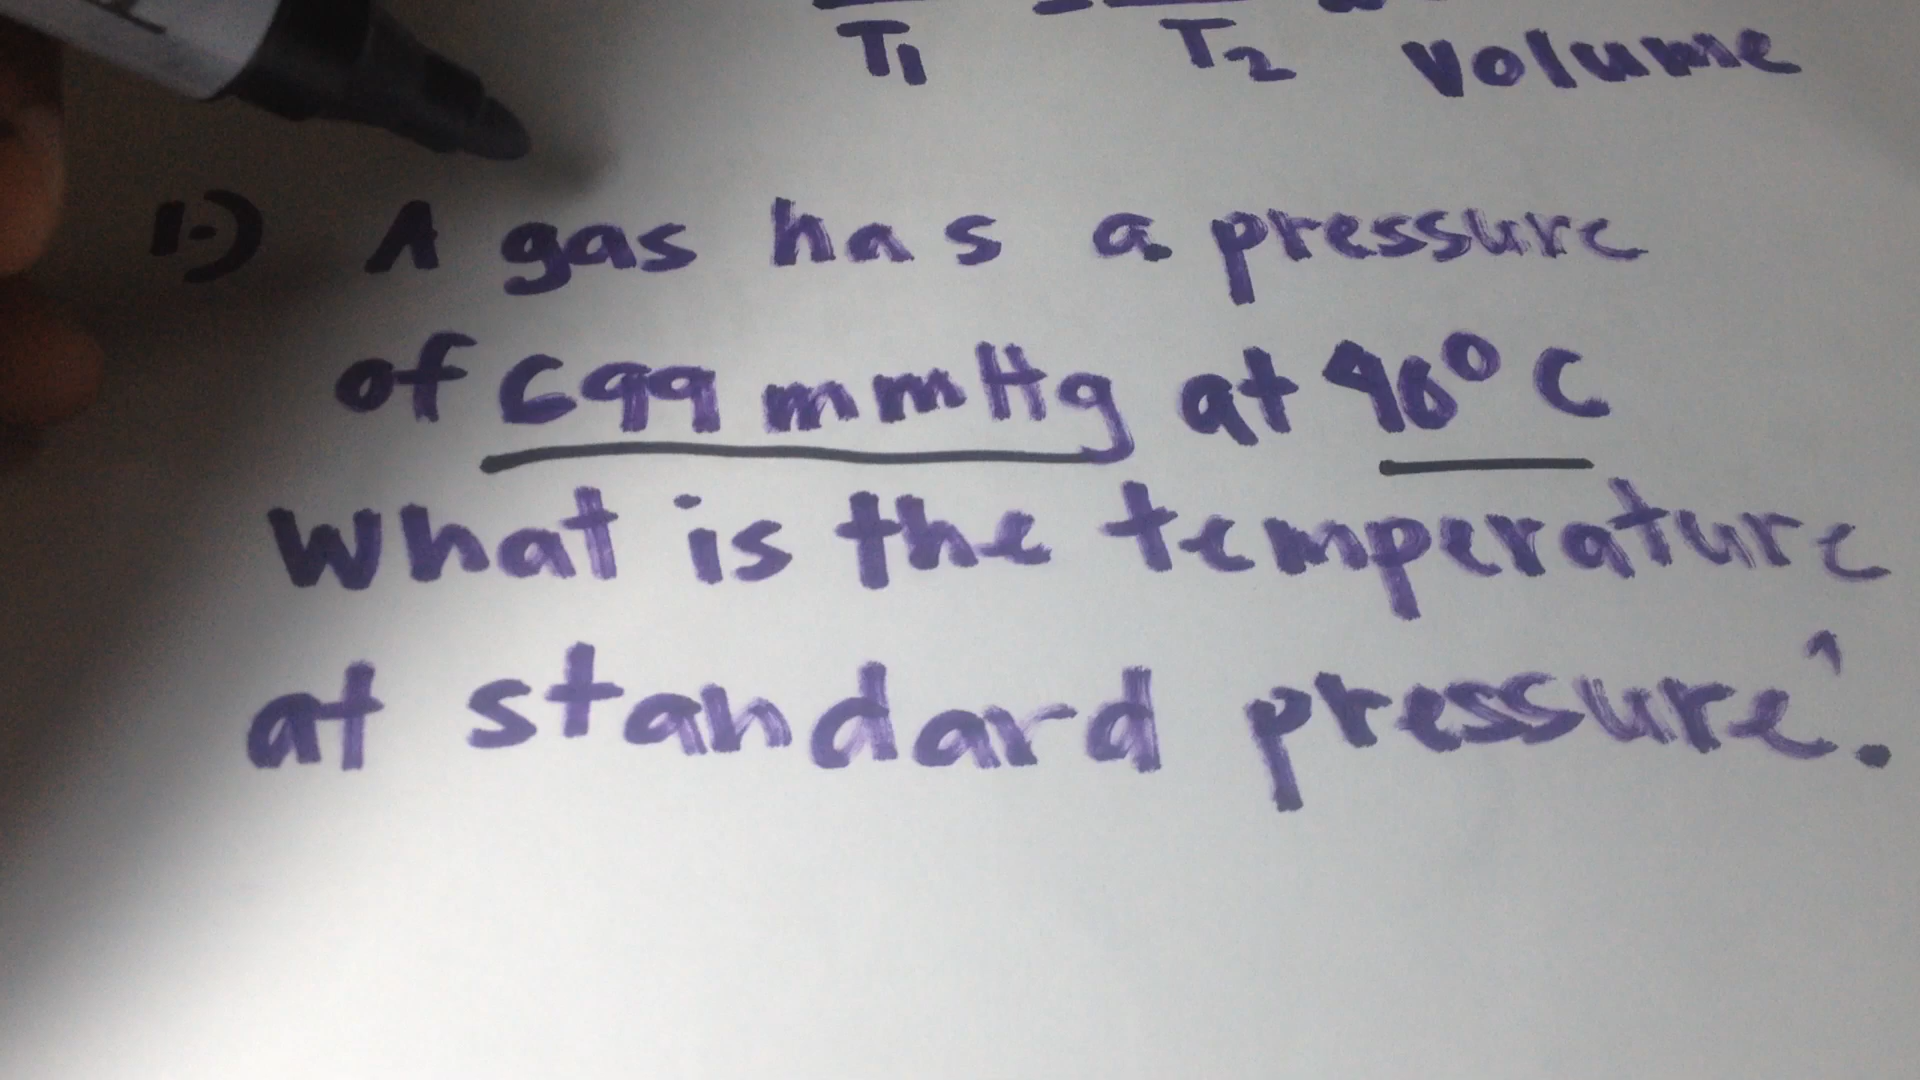 T1 = T2 volume
1-) A gas has a pressure
of 699 mmHg at 40°C
What is the temperature
at standard pressure?